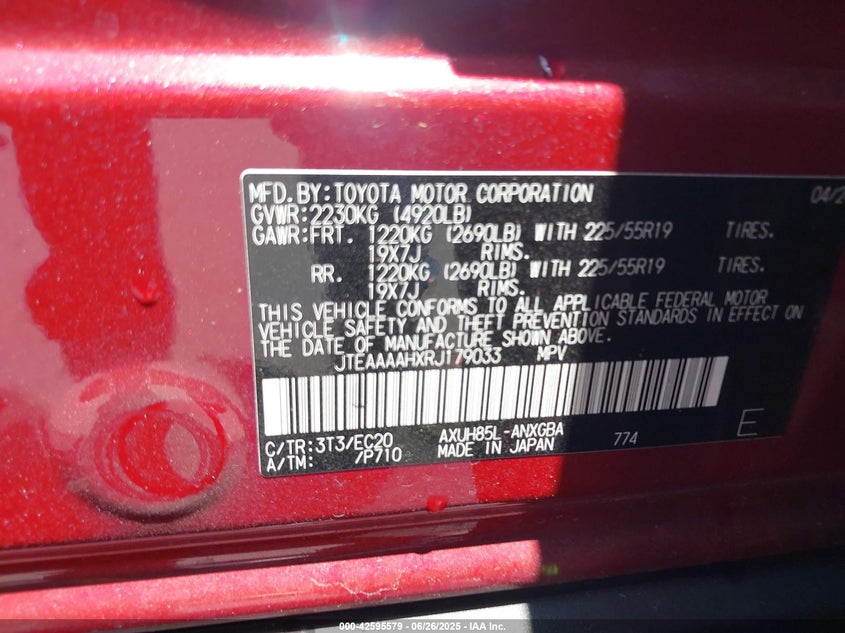 MFD. BY: TOYOTA MOTOR CORPORATION 04/2
GVWR: 2230KG (4920LB)
GAWR: FRT. 1220KG (2690LB) WITH 225/55R19 TIRES.
19X7J RIMS.
RR. 1220KG (2690LB) WITH 225/55R19 TIRES.
19X7J RIMS.
THIS VEHICLE CONFORMS TO ALL APPLICABLE FEDERAL MOTOR
VEHICLE SAFETY AND THEFT PREVENTION STANDARDS IN EFFECT ON
THE DATE OF MANUFACTURE SHOWN ABOVE.
JTEAAAAHXRJ179033 MPV
C/TR: 3T3/EC20 AXUH85L-ANXGBA
A/TM: /P710 MADE IN JAPAN 774 E
000-42595579 - 06/26/2025 - IAA Inc.